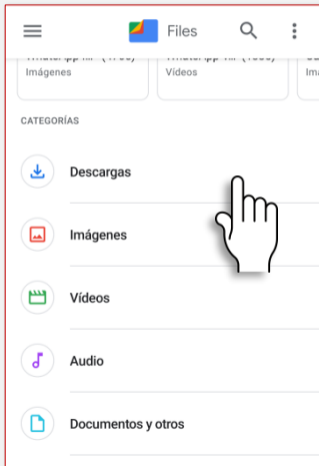 Files
Imágenes
Vídeos
CATEGORÍAS
Descargas
Imágenes
Vídeos
Audio
Documentos y otros